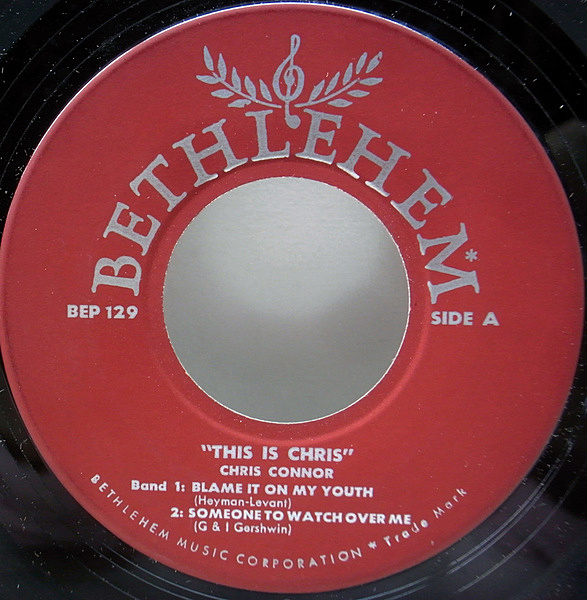 BETHLEHEM*
BEP 129
SIDE A
"THIS IS CHRIS"
CHRIS CONNOR
Band 1: BLAME IT ON MY YOUTH
(Heyman-Levant)
2: SOMEONE TO WATCH OVER ME
(G & I Gershwin)
BETHLEHEM MUSIC CORPORATION * Trade Mark